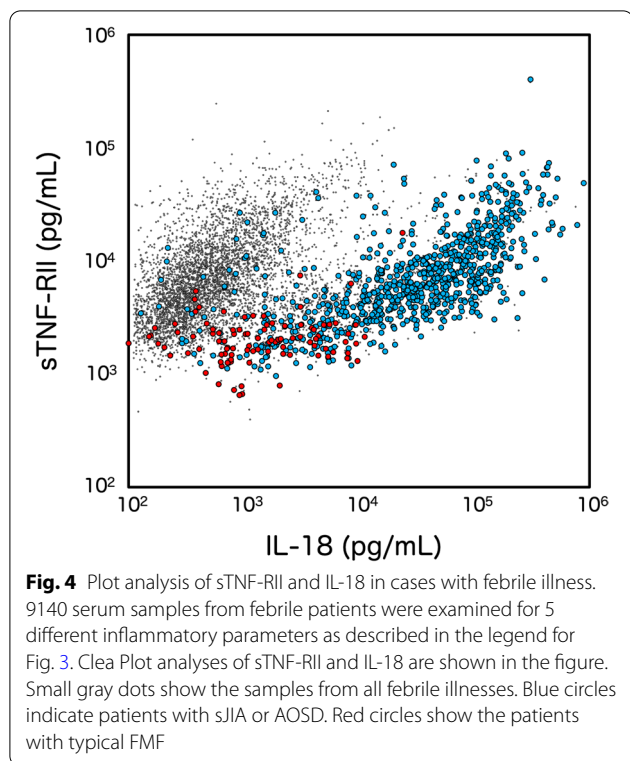 10⁶
10⁵
10⁴
10³
10²
sTNF-RII (pg/mL)
10² 10³ 10⁴ 10⁵ 10⁶
IL-18 (pg/mL)
Fig. 4 Plot analysis of sTNF-RII and IL-18 in cases with febrile illness.
9140 serum samples from febrile patients were examined for 5
different inflammatory parameters as described in the legend for
Fig. 3. Clea Plot analyses of sTNF-RII and IL-18 are shown in the figure.
Small gray dots show the samples from all febrile illnesses. Blue circles
indicate patients with sJIA or AOSD. Red circles show the patients
with typical FMF